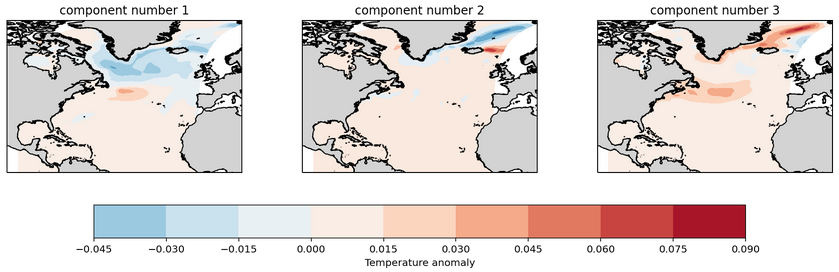 component number 1
component number 2
component number 3
−0.045 −0.030 −0.015 0.000 0.015 0.030 0.045 0.060 0.075 0.090
Temperature anomaly